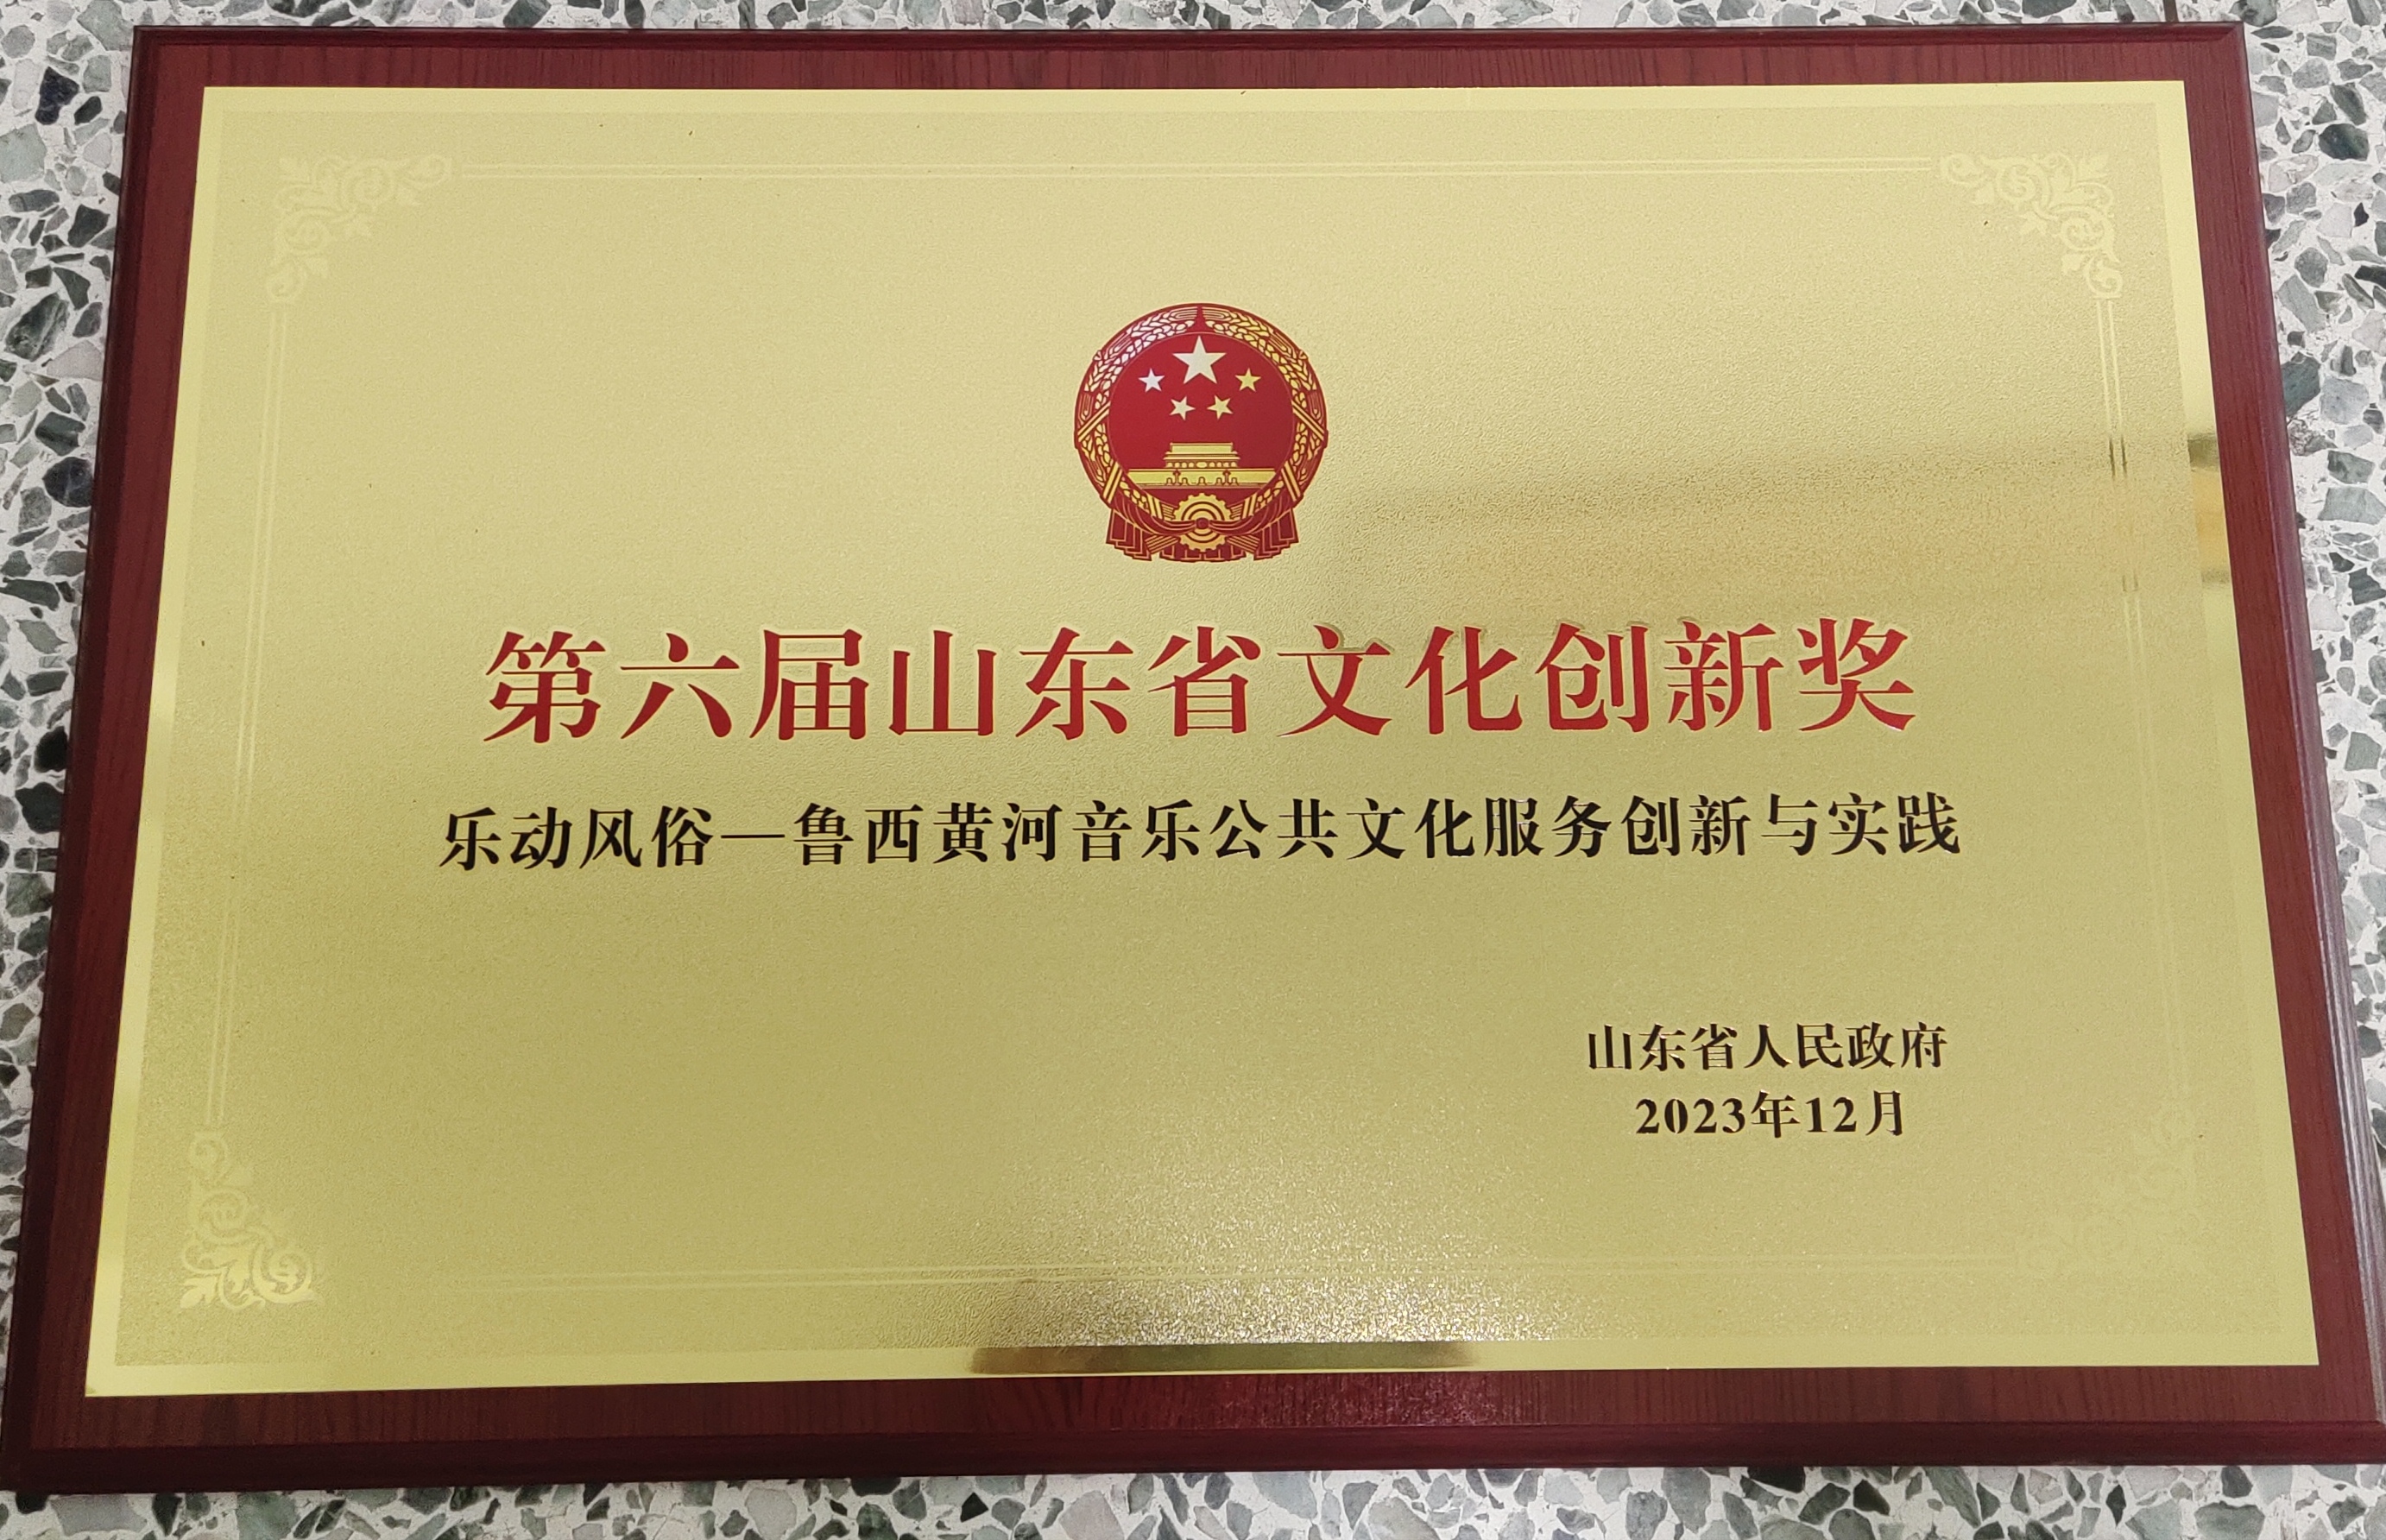 第六届山东省文化创新奖
乐动风俗—鲁西黄河音乐公共文化服务创新与实践
山东省人民政府
2023年12月